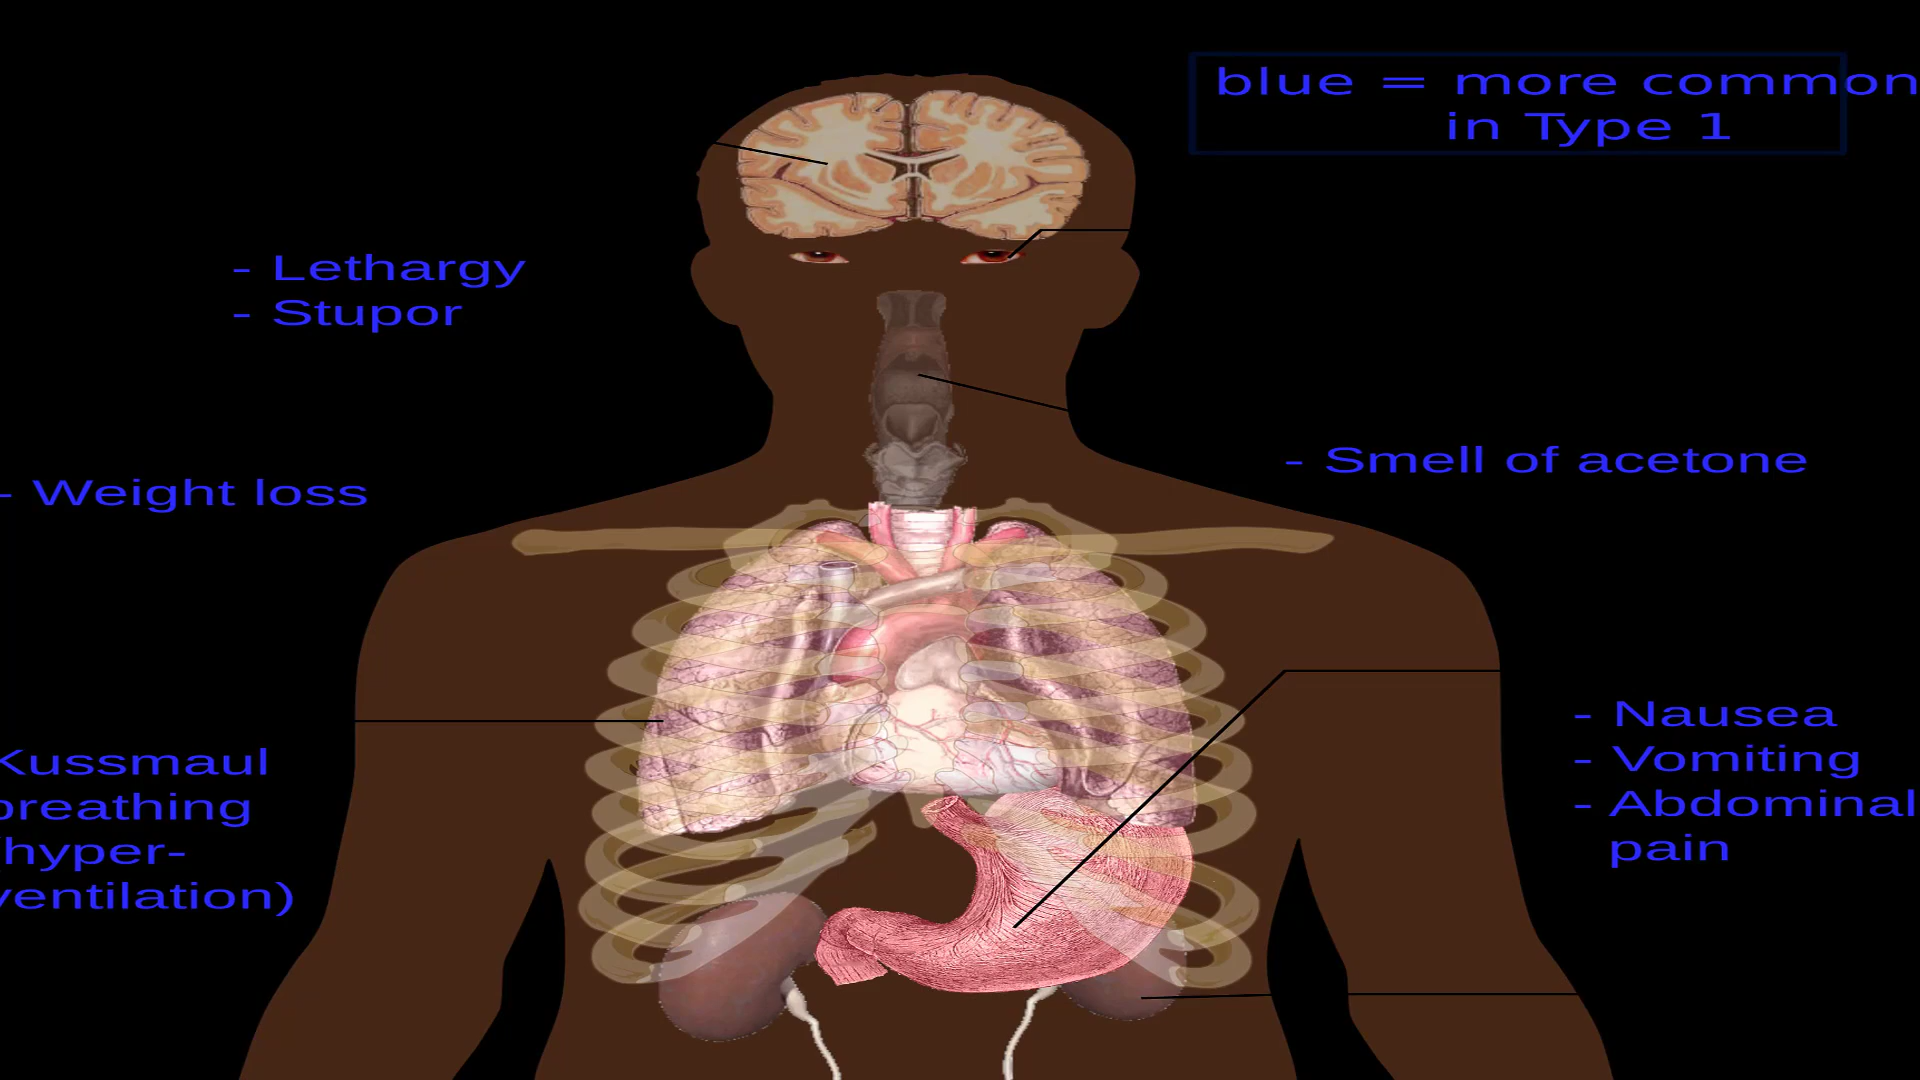 blue = more common
in Type 1
- Lethargy
- Stupor
- Smell of acetone
- Weight loss
- Nausea
- Vomiting
- Abdominal
pain
Kussmaul
breathing
hyper-
ventilation)